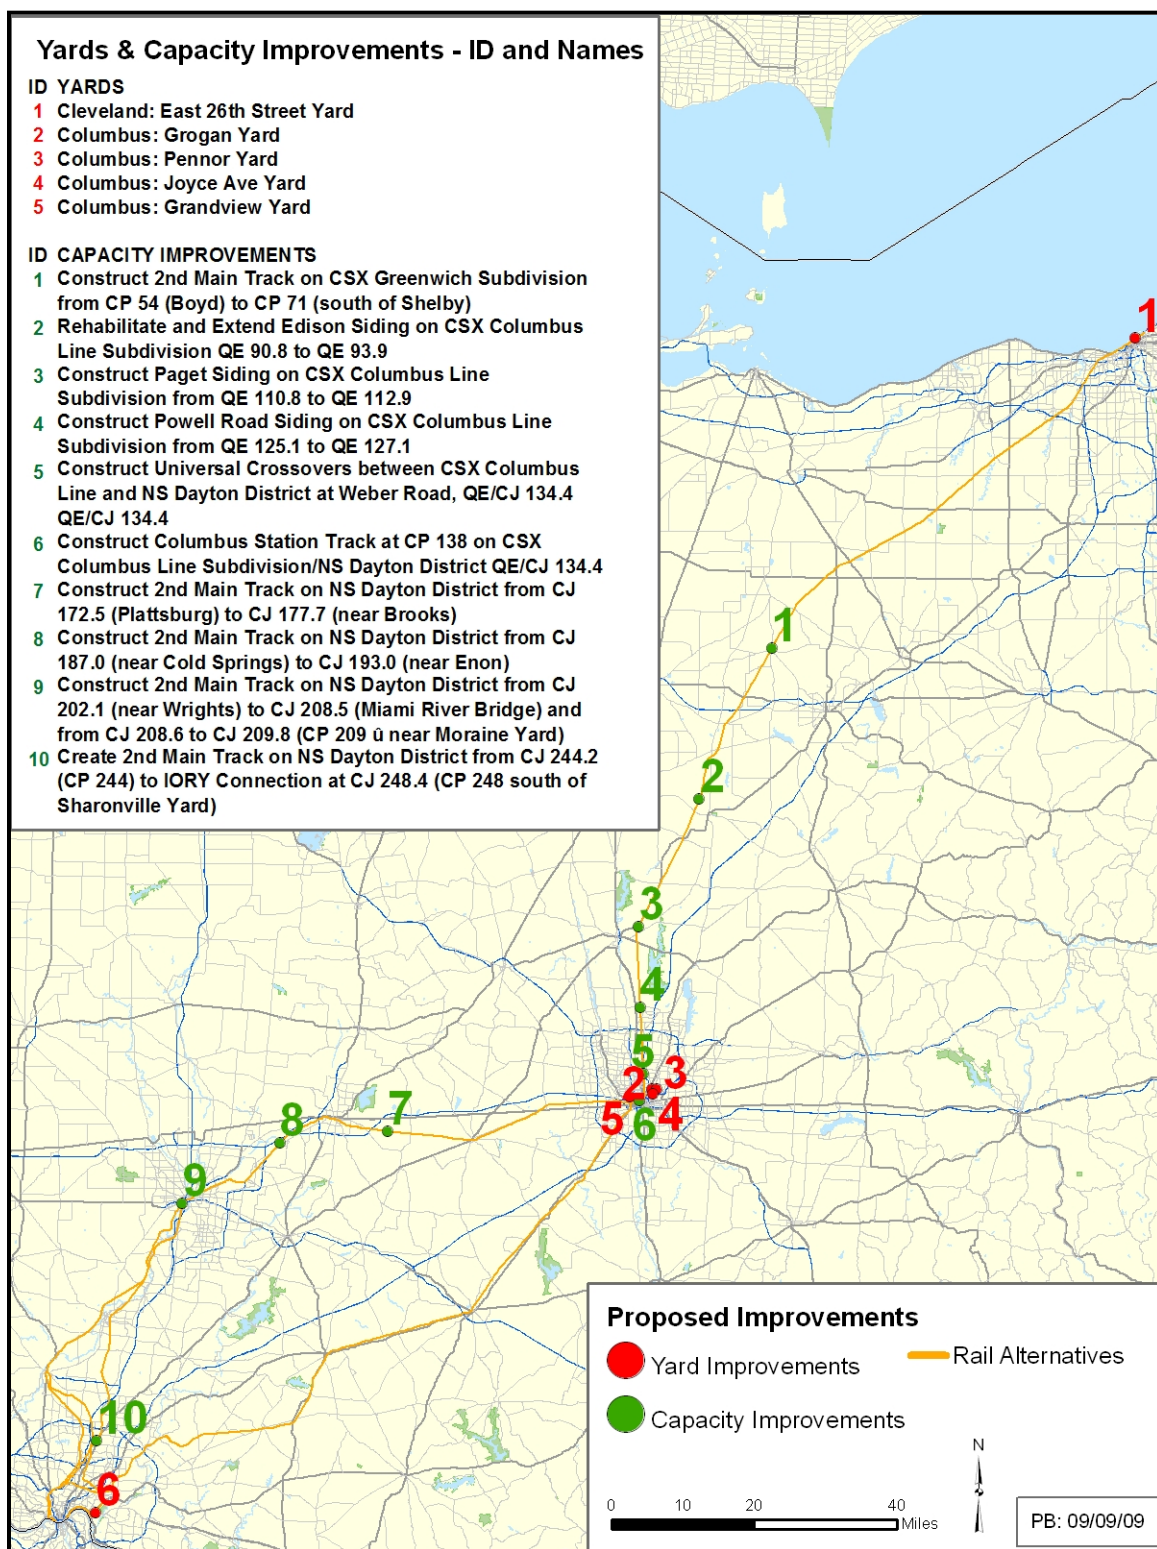 Yards & Capacity Improvements - ID and Names
ID YARDS
1 Cleveland: East 26th Street Yard
2 Columbus: Grogan Yard
3 Columbus: Pennor Yard
4 Columbus: Joyce Ave Yard
5 Columbus: Grandview Yard
ID CAPACITY IMPROVEMENTS
1 Construct 2nd Main Track on CSX Greenwich Subdivision
from CP 54 (Boyd) to CP 71 (south of Shelby)
2 Rehabilitate and Extend Edison Siding on CSX Columbus
Line Subdivision QE 90.8 to QE 93.9
3 Construct Paget Siding on CSX Columbus Line
Subdivision from QE 110.8 to QE 112.9
4 Construct Powell Road Siding on CSX Columbus Line
Subdivision from QE 125.1 to QE 127.1
5 Construct Universal Crossovers between CSX Columbus
Line and NS Dayton District at Weber Road, QE/CJ 134.4
QE/CJ 134.4
6 Construct Columbus Station Track at CP 138 on CSX
Columbus Line Subdivision/NS Dayton District QE/CJ 134.4
7 Construct 2nd Main Track on NS Dayton District from CJ
172.5 (Plattsburg) to CJ 177.7 (near Brooks)
8 Construct 2nd Main Track on NS Dayton District from CJ
187.0 (near Cold Springs) to CJ 193.0 (near Enon)
9 Construct 2nd Main Track on NS Dayton District from CJ
202.1 (near Wrights) to CJ 208.5 (Miami River Bridge) and
from CJ 208.6 to CJ 209.8 (CP 209 û near Moraine Yard)
10 Create 2nd Main Track on NS Dayton District from CJ 244.2
(CP 244) to IORY Connection at CJ 248.4 (CP 248 south of
Sharonville Yard)
1
1
2
3
4
5
2 3
5 6 4
7
8
9
10
6
Proposed Improvements
Yard Improvements
Rail Alternatives
Capacity Improvements
N
0 10 20 40
Miles
PB: 09/09/09